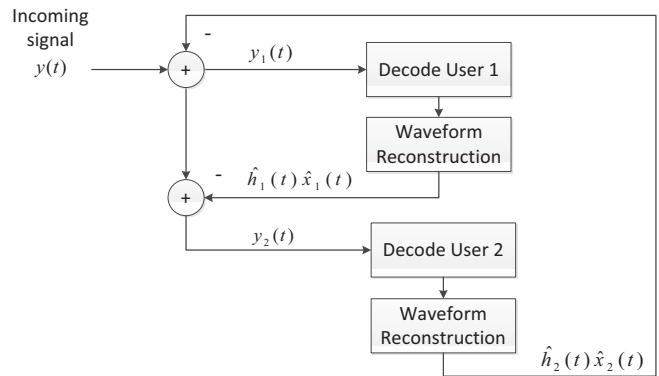 Incoming
signal
y(t)
-
+
y₁(t)
Decode User 1
Waveform
Reconstruction
-
ĥ₁(t) x̂₁(t)
+
y₂(t)
Decode User 2
Waveform
Reconstruction
ĥ₂(t) x̂₂(t)